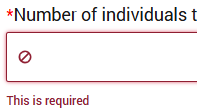 *Number of individuals t
This is required